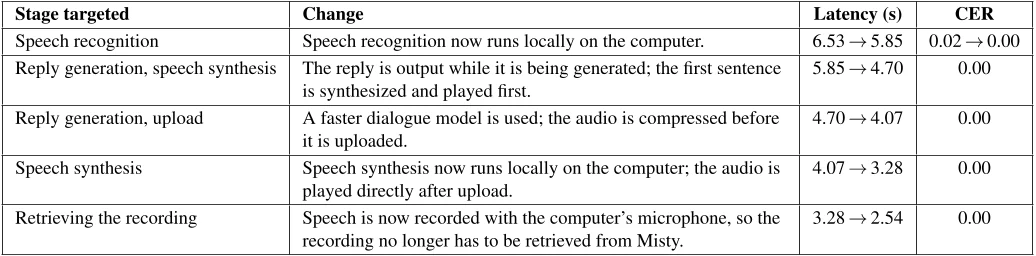 Stage targeted Change Latency (s) CER
Speech recognition Speech recognition now runs locally on the computer. 6.53→5.85 0.02→0.00
Reply generation, speech synthesis The reply is output while it is being generated; the first sentence 5.85→4.70 0.00
is synthesized and played first.
Reply generation, upload A faster dialogue model is used; the audio is compressed before 4.70→4.07 0.00
it is uploaded.
Speech synthesis Speech synthesis now runs locally on the computer; the audio is 4.07→3.28 0.00
played directly after upload.
Retrieving the recording Speech is now recorded with the computer's microphone, so the 3.28→2.54 0.00
recording no longer has to be retrieved from Misty.